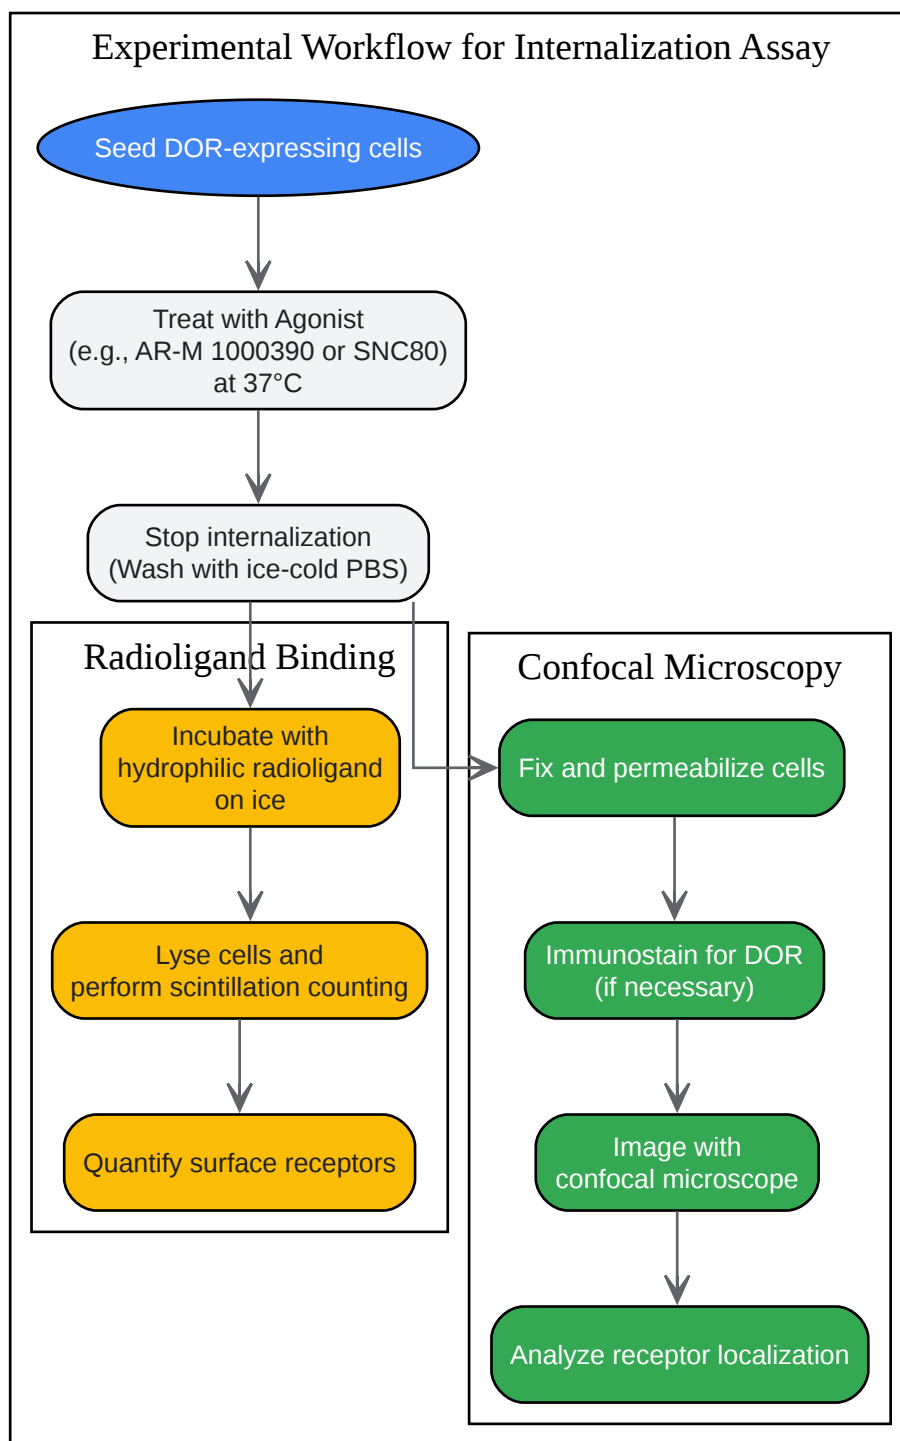 Experimental Workflow for Internalization Assay
Seed DOR-expressing cells
Treat with Agonist
(e.g., AR-M 1000390 or SNC80)
at 37°C
Stop internalization
(Wash with ice-cold PBS)
Radioligand Binding
Incubate with
hydrophilic radioligand
on ice
Lyse cells and
perform scintillation counting
Quantify surface receptors
Confocal Microscopy
Fix and permeabilize cells
Immunostain for DOR
(if necessary)
Image with
confocal microscope
Analyze receptor localization